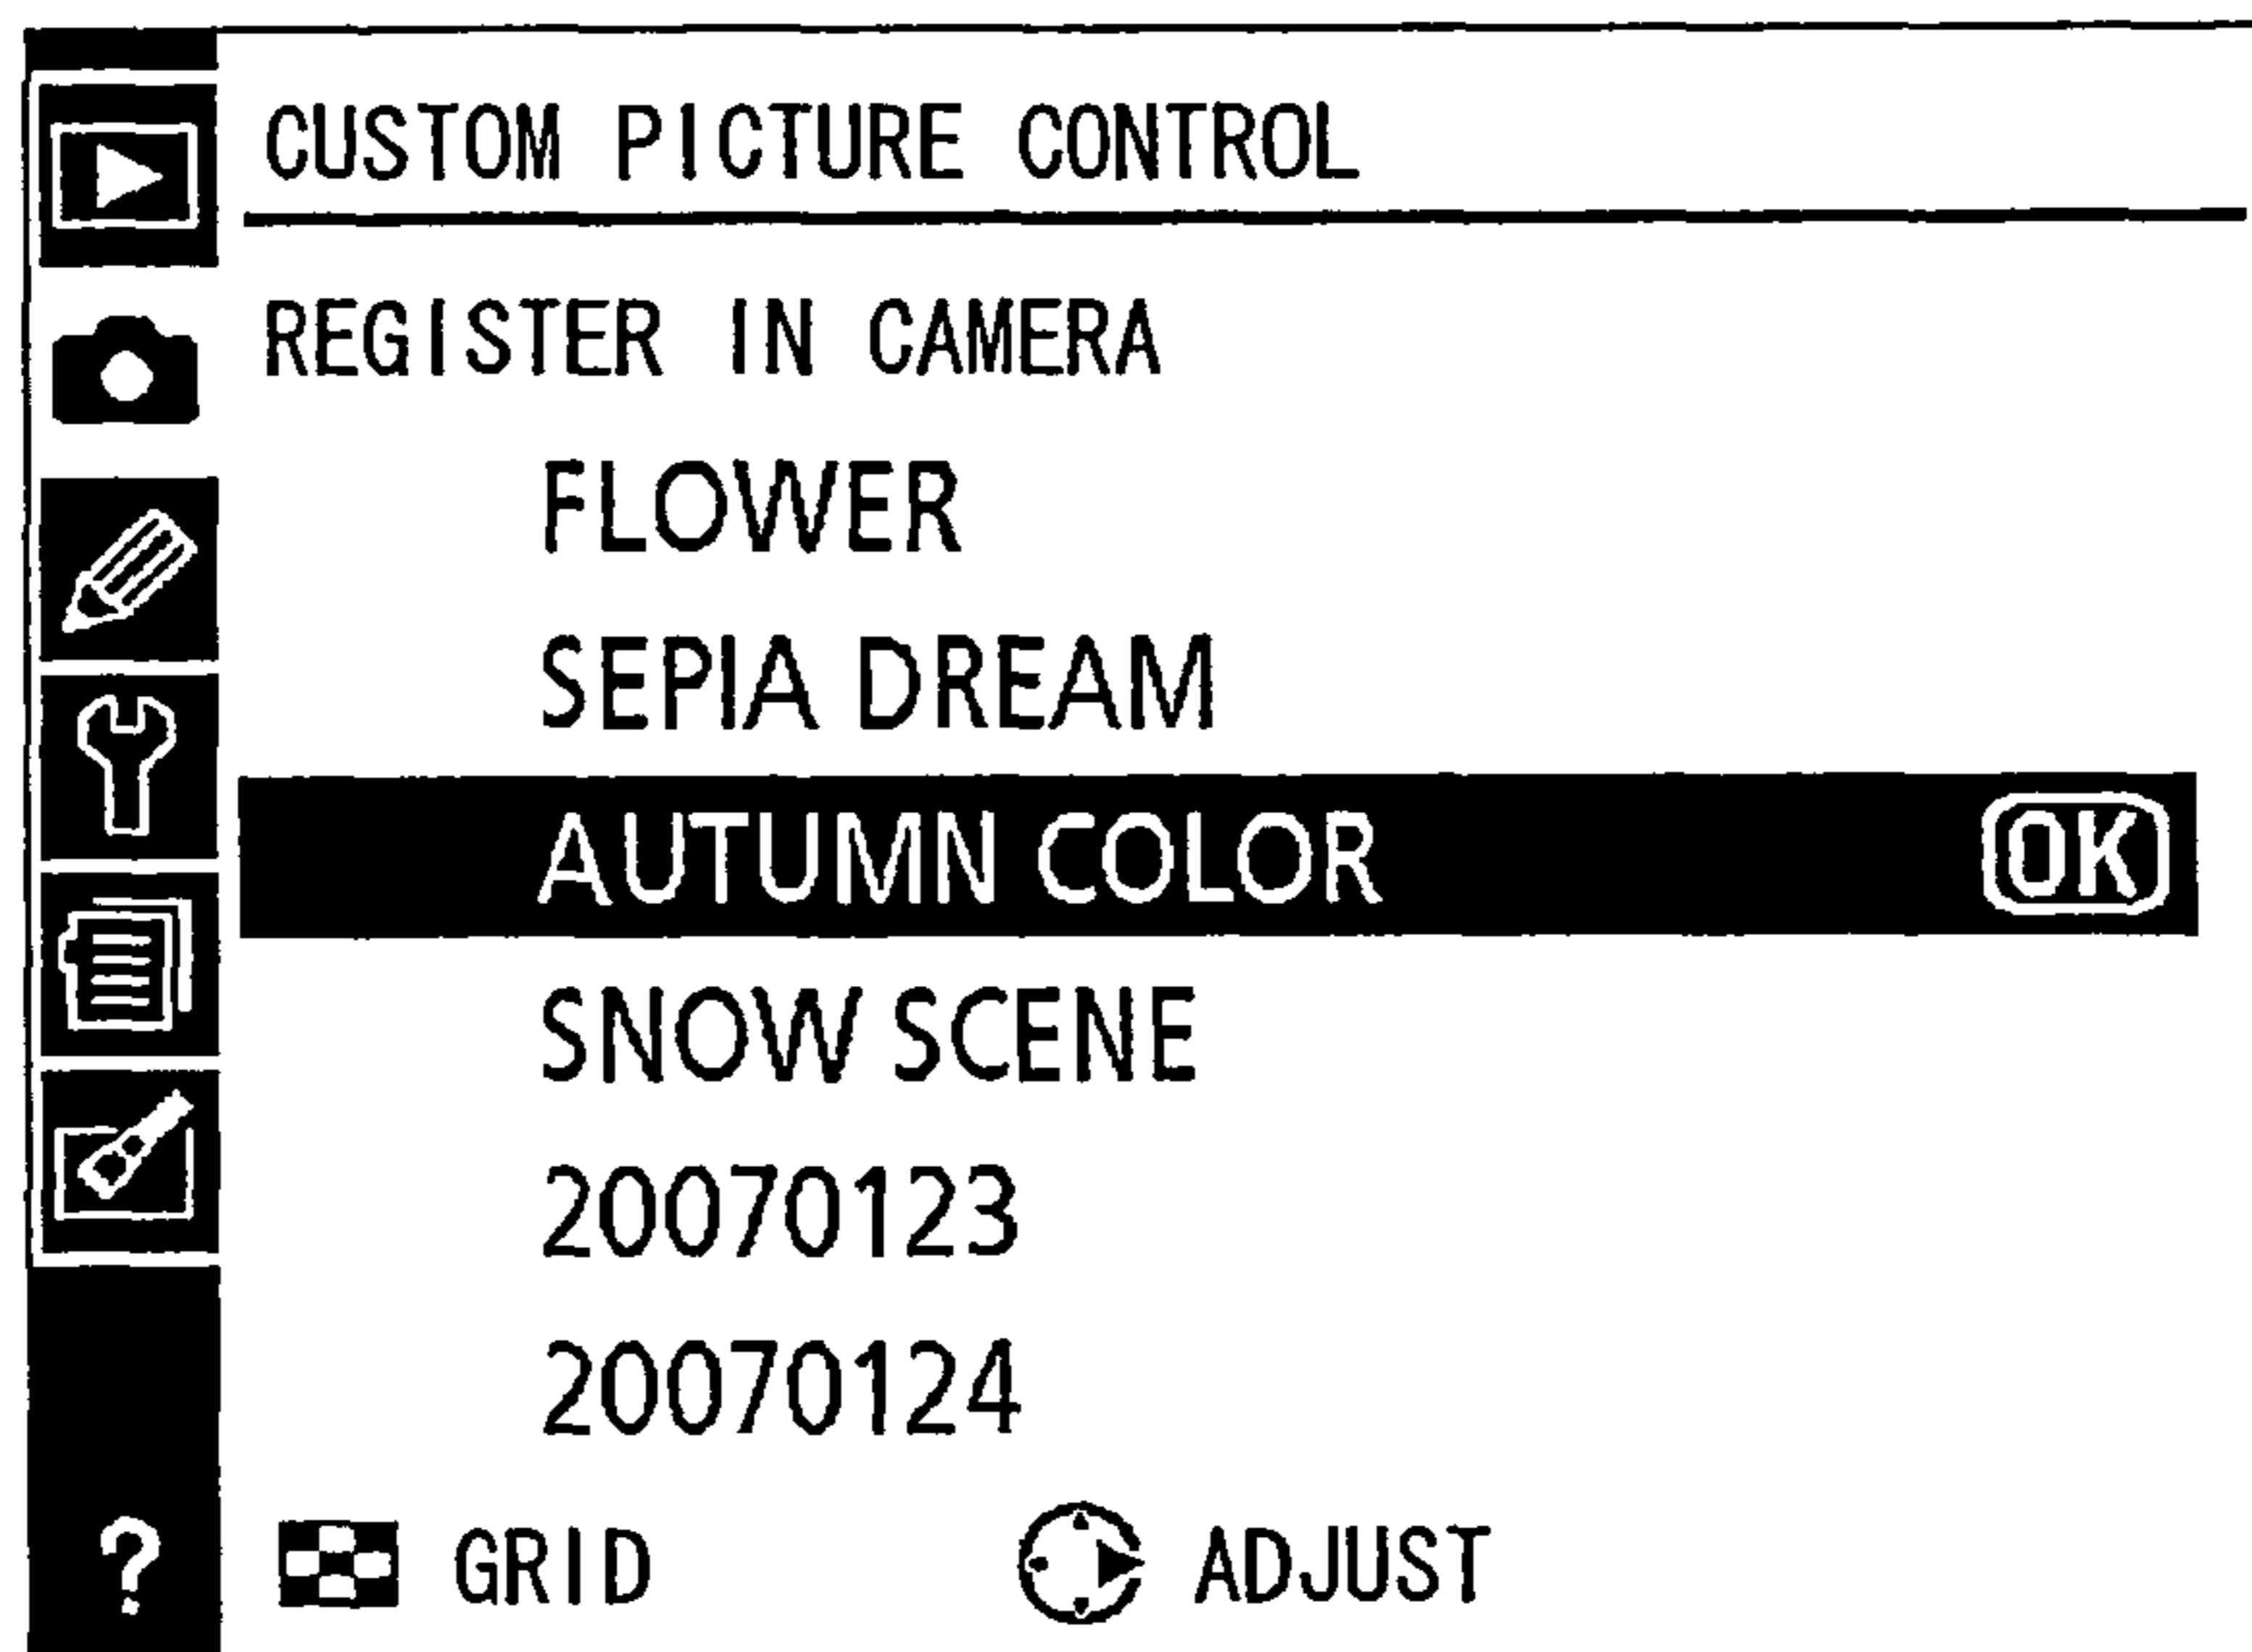 CUSTOM PICTURE CONTROL
REGISTER IN CAMERA
FLOWER
SEPIA DREAM
AUTUMN COLOR OK
SNOW SCENE
20070123
20070124
? GRID ADJUST